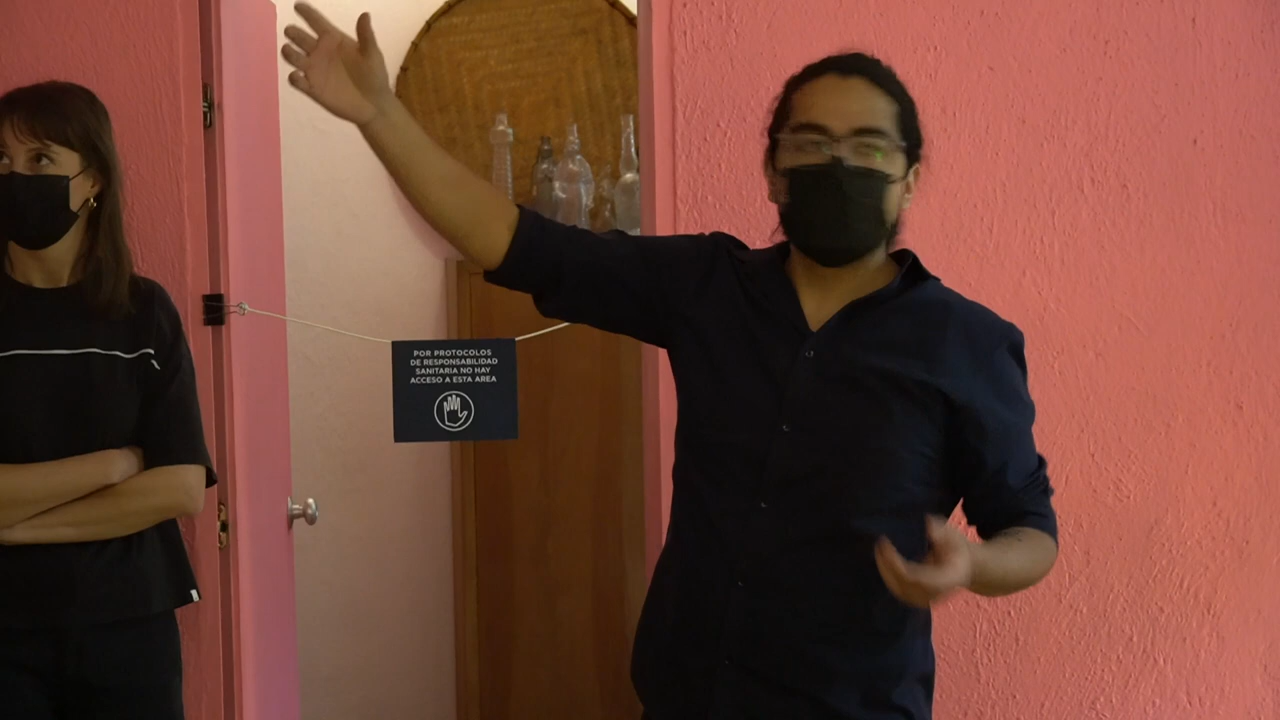 POR PROTOCOLOS
DE RESPONSABILIDAD
SANITARIA NO HAY
ACCESO A ESTA AREA